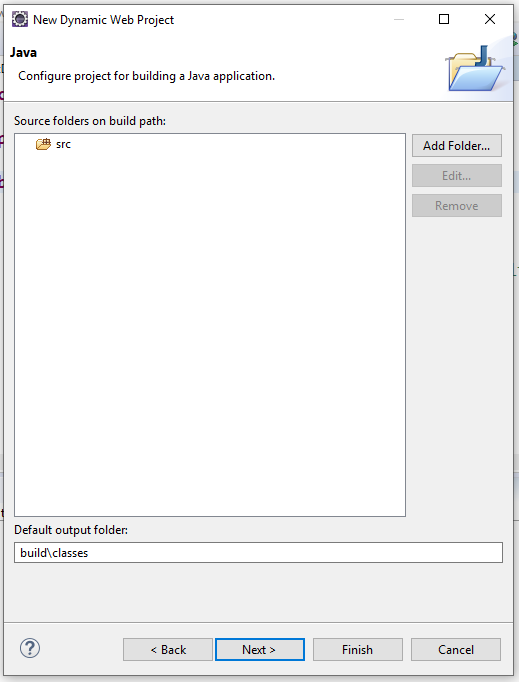 New Dynamic Web Project
Java
Configure project for building a Java application.
Source folders on build path:
src
Add Folder...
Edit...
Remove
Default output folder:
build\classes
< Back
Next >
Finish
Cancel